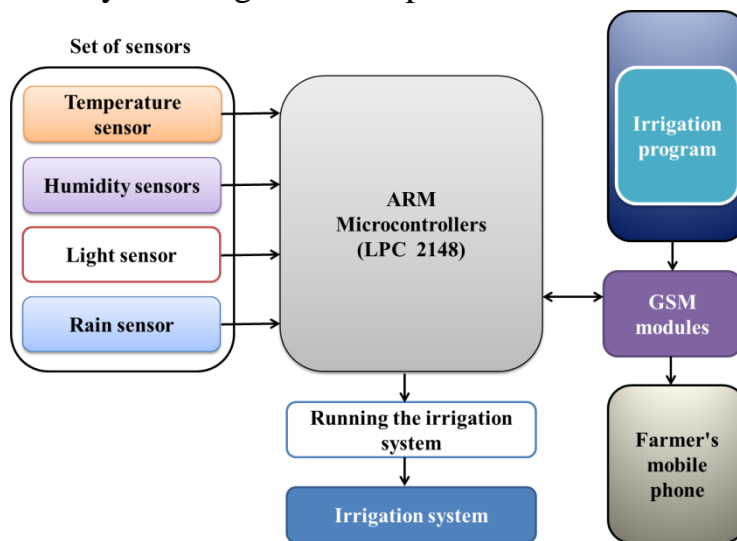 Set of sensors
Temperature
sensor
Humidity sensors
Light sensor
Rain sensor
ARM
Microcontrollers
(LPC 2148)
Running the irrigation
system
Irrigation system
Irrigation
program
GSM
modules
Farmer's
mobile
phone